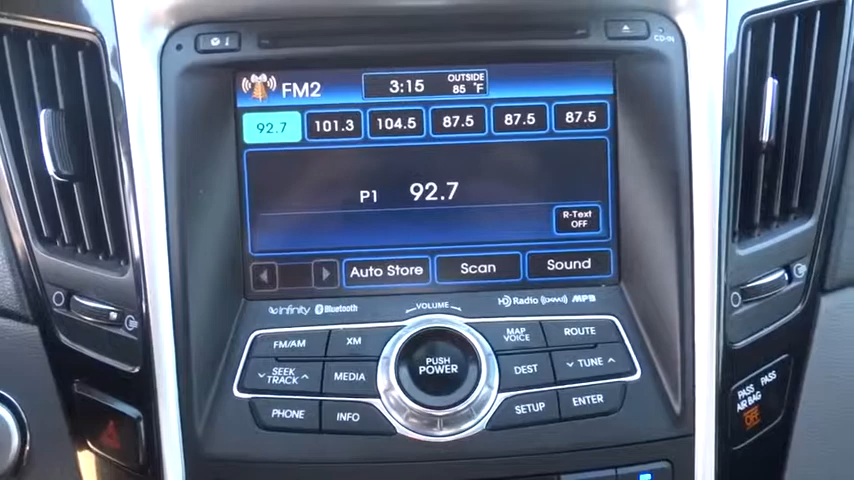 CD-IN
FM2
3:15
OUTSIDE
85 °F
92.7 101.3 104.5 87.5 87.5 87.5
P1 92.7
R-Text
OFF
Auto Store Scan Sound
infinity Bluetooth VOLUME HD Radio ((XM)) MP3
FM/AM XM
SEEK
TRACK MEDIA
PHONE INFO
PUSH
POWER
MAP
VOICE ROUTE
DEST TUNE
SETUP ENTER
PASS PASS
AIR BAG
OFF